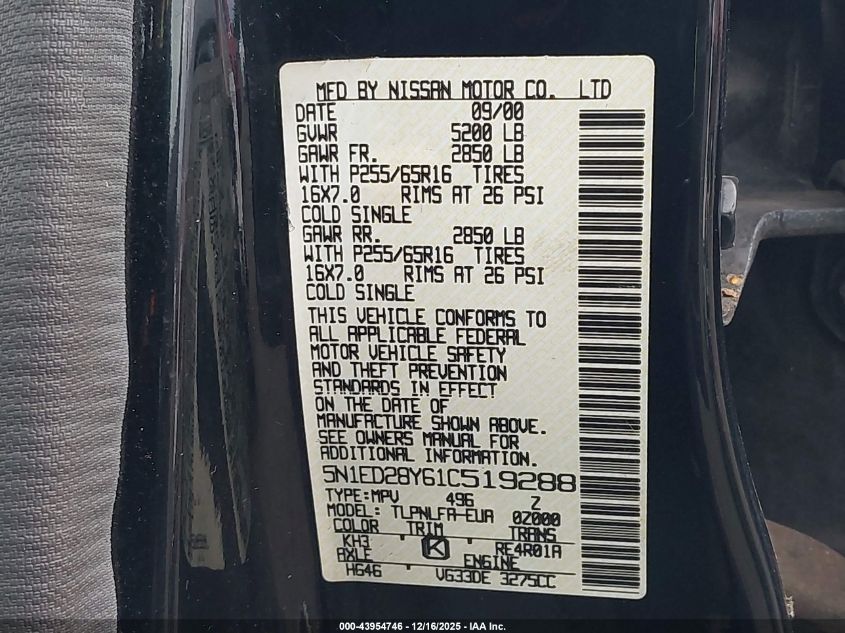 MFD BY NISSAN MOTOR CO. LTD
DATE 09/00
GVWR 5200 LB
GAWR FR. 2850 LB
WITH P255/65R16 TIRES
16X7.0 RIMS AT 26 PSI
COLD SINGLE
GAWR RR. 2850 LB
WITH P255/65R16 TIRES
16X7.0 RIMS AT 26 PSI
COLD SINGLE
THIS VEHICLE CONFORMS TO
ALL APPLICABLE FEDERAL
MOTOR VEHICLE SAFETY
AND THEFT PREVENTION
STANDARDS IN EFFECT
ON THE DATE OF
MANUFACTURE SHOWN ABOVE.
SEE OWNERS MANUAL FOR
ADDITIONAL INFORMATION.
5N1ED28Y61C519288
TYPE:MPV 496 Z
MODEL: TLPNLFA-EUA 0Z000
COLOR TRIM TRANS
KH3 K RE4R01A
AXLE ENGINE
HG46 VG33DE 3275CC
000-43954746 - 12/16/2025 - IAA Inc.